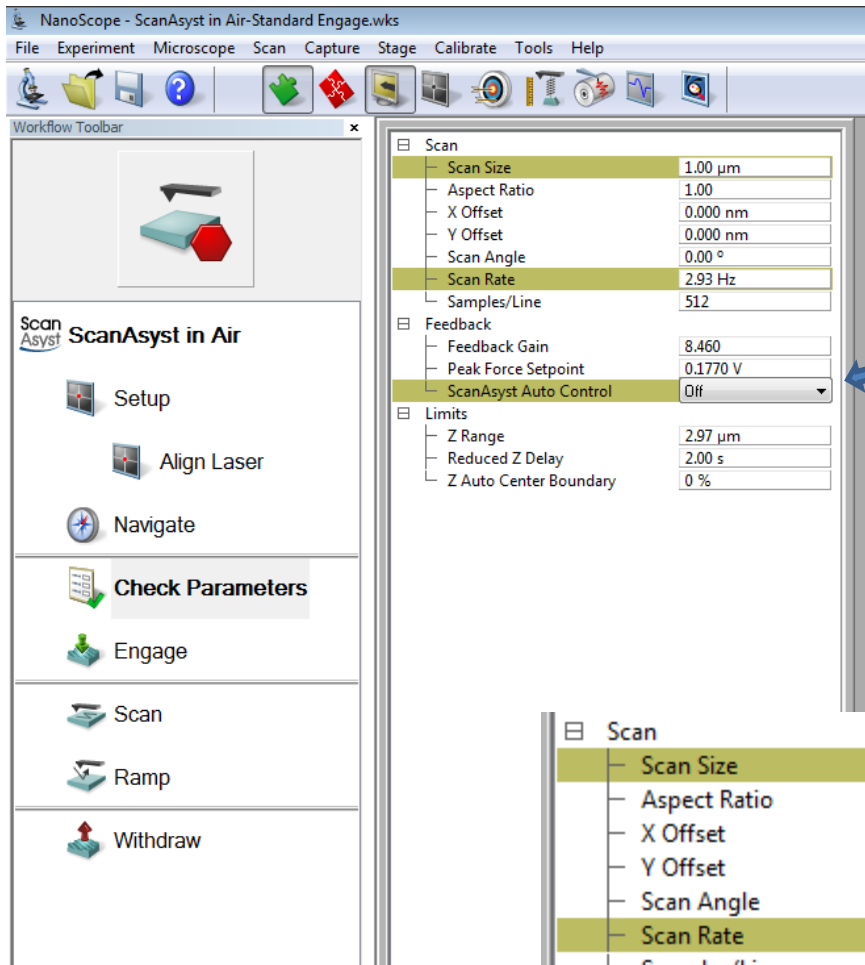 NanoScope - ScanAsyst in Air-Standard Engage.wks
File Experiment Microscope Scan Capture Stage Calibrate Tools Help
Workflow Toolbar x
Scan Asyst ScanAsyst in Air
Setup
Align Laser
Navigate
Check Parameters
Engage
Scan
Ramp
Withdraw
Scan
Scan Size 1.00 µm
Aspect Ratio 1.00
X Offset 0.000 nm
Y Offset 0.000 nm
Scan Angle 0.00 º
Scan Rate 2.93 Hz
Samples/Line 512
Feedback
Feedback Gain 8.460
Peak Force Setpoint 0.1770 V
ScanAsyst Auto Control Off
Limits
Z Range 2.97 µm
Reduced Z Delay 2.00 s
Z Auto Center Boundary 0 %
Scan
Scan Size
Aspect Ratio
X Offset
Y Offset
Scan Angle
Scan Rate